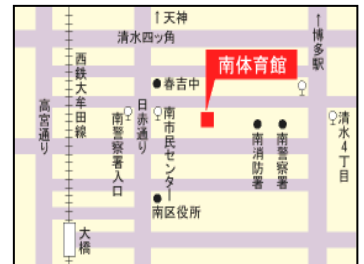 ↑天神
↑博多駅
清水四ツ角
西鉄大牟田線
南体育館
●春吉中
高宮通り
日赤通り
南警察署入口
南市民センター
●南消防署
●南警察署
清水4丁目
●南区役所
大橋